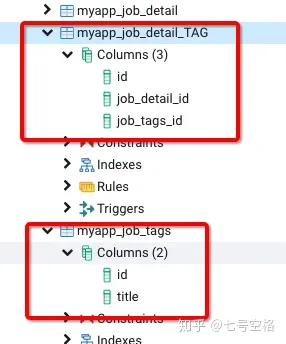 myapp_job_detail
myapp_job_detail_TAG
Columns (3)
id
job_detail_id
job_tags_id
Constraints
Indexes
Rules
Triggers
myapp_job_tags
Columns (2)
id
title
Constraints
Indexes
知乎 @七号空格